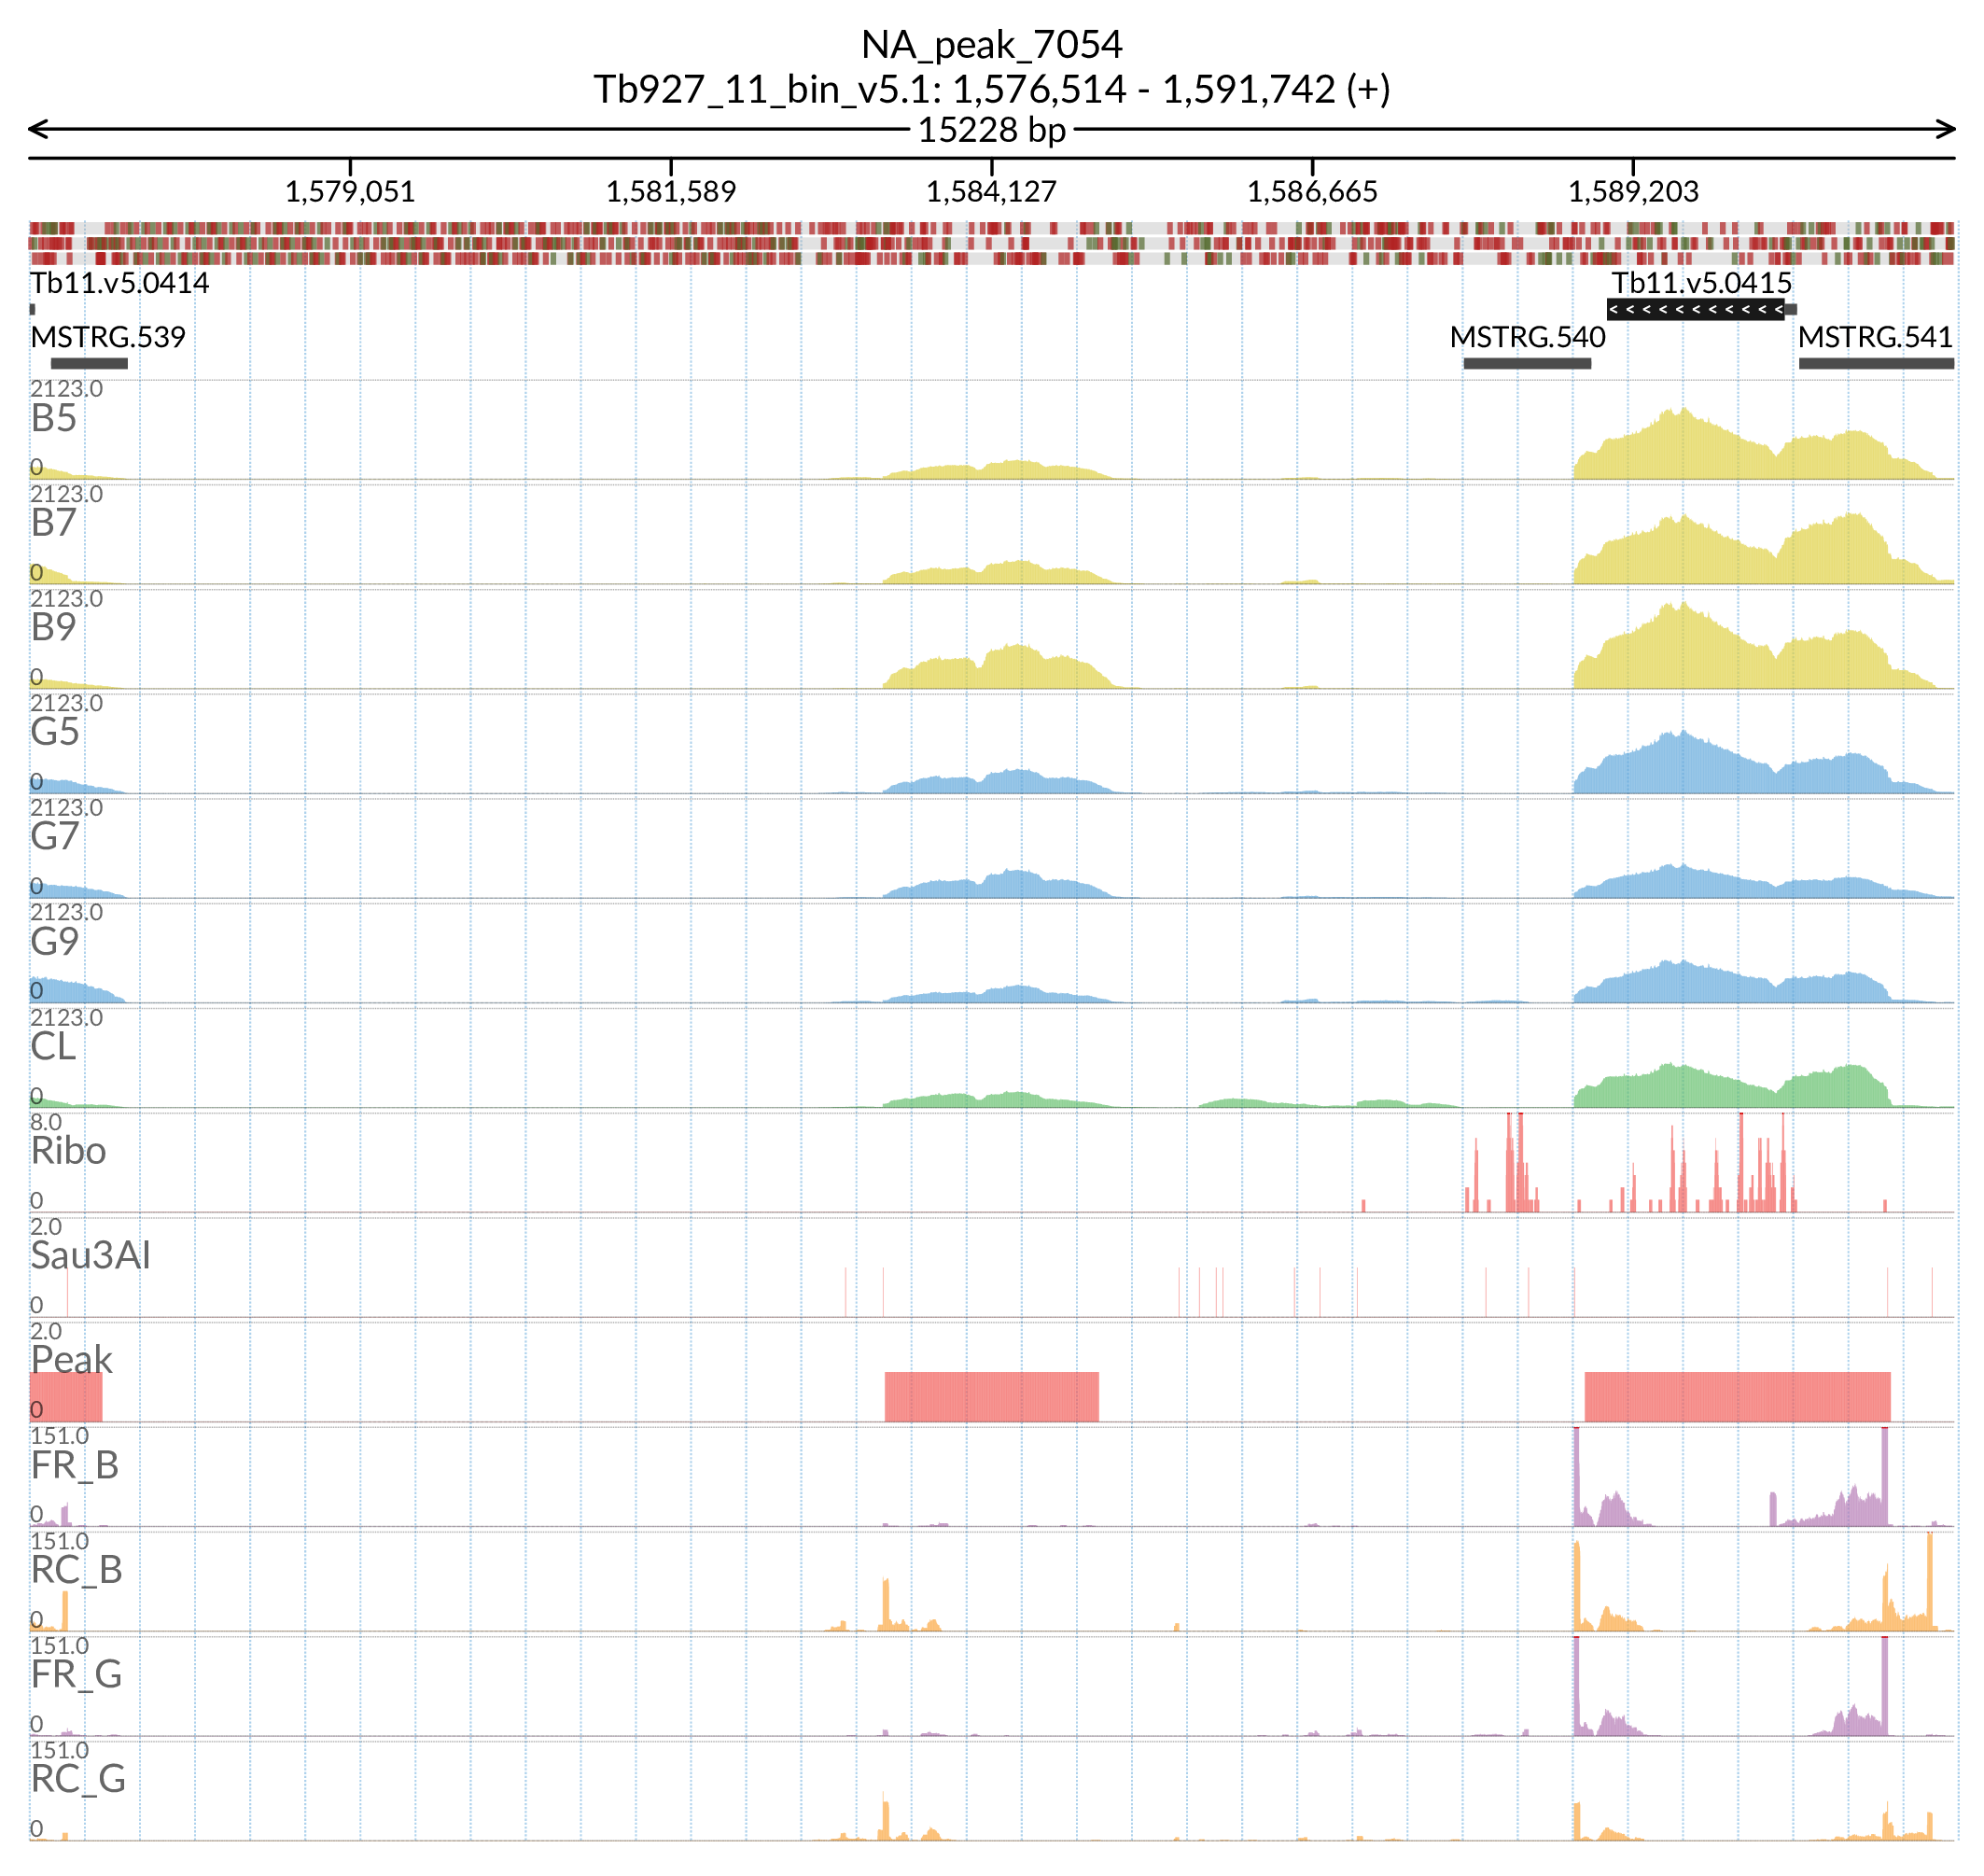 NA_peak_7054
Tb927_11_bin_v5.1: 1,576,514 - 1,591,742 (+)
15228 bp
1,579,051 1,581,589 1,584,127 1,586,665 1,589,203
Tb11.v5.0414 Tb11.v5.0415
< < < < < < < < < < <
MSTRG.539 MSTRG.540 MSTRG.541
2123.0
B5
0
2123.0
B7
0
2123.0
B9
0
2123.0
G5
0
2123.0
G7
0
2123.0
G9
0
2123.0
CL
0
8.0
Ribo
0
2.0
Sau3AI
0
2.0
Peak
0
151.0
FR_B
0
151.0
RC_B
0
151.0
FR_G
0
151.0
RC_G
0